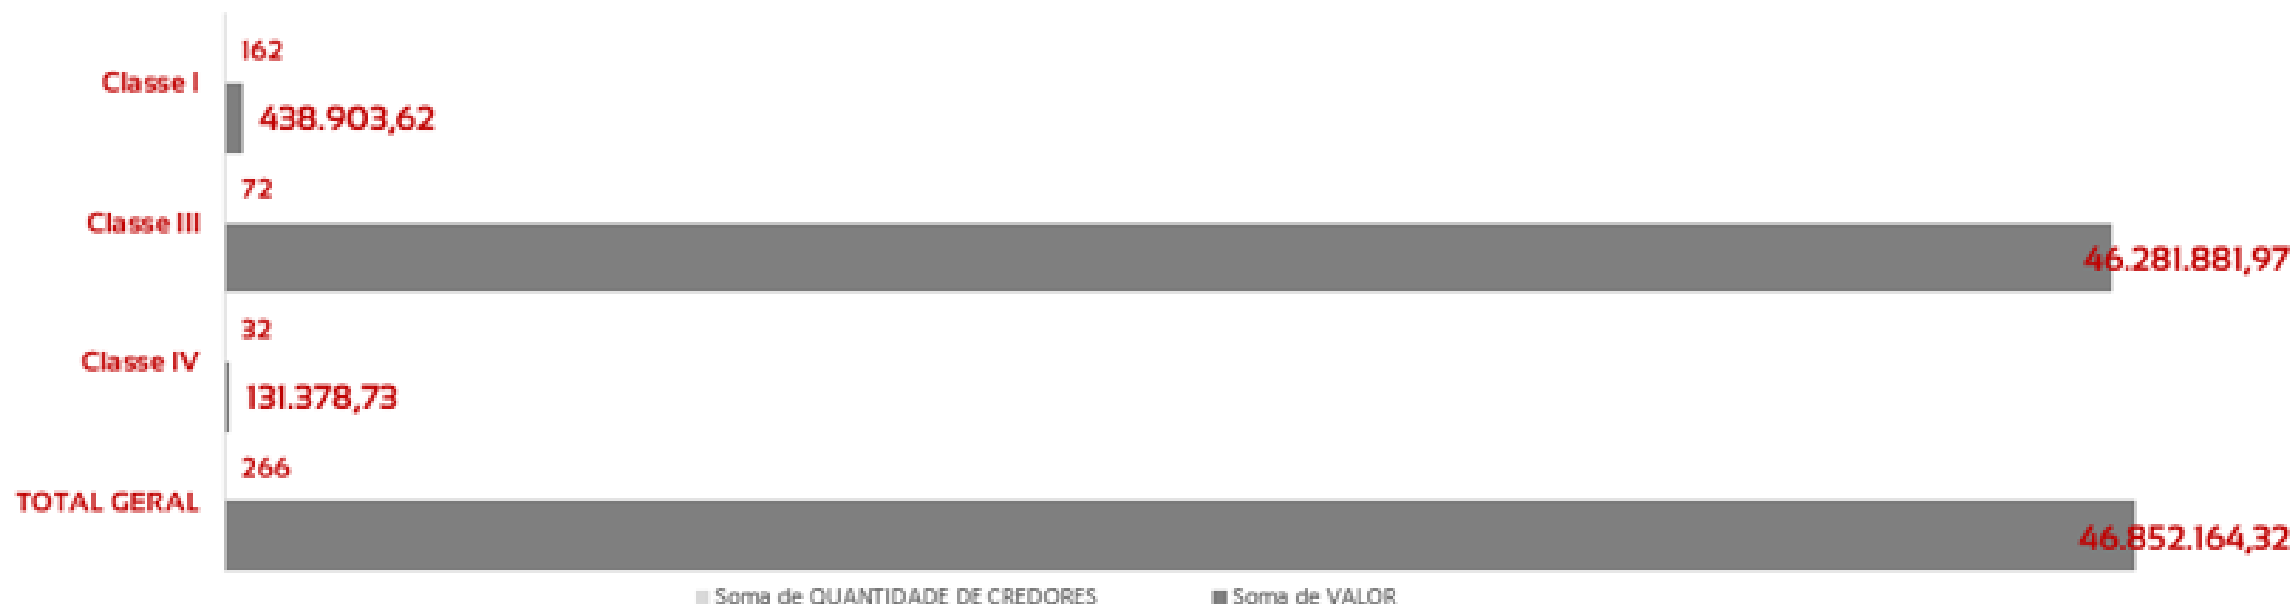 162
Classe I
438.903,62
72
Classe III
46.281.881,97
32
Classe IV
131.378,73
266
TOTAL GERAL
46.852.164,32
Soma de QUANTIDADE DE CREDORES Soma de VALOR